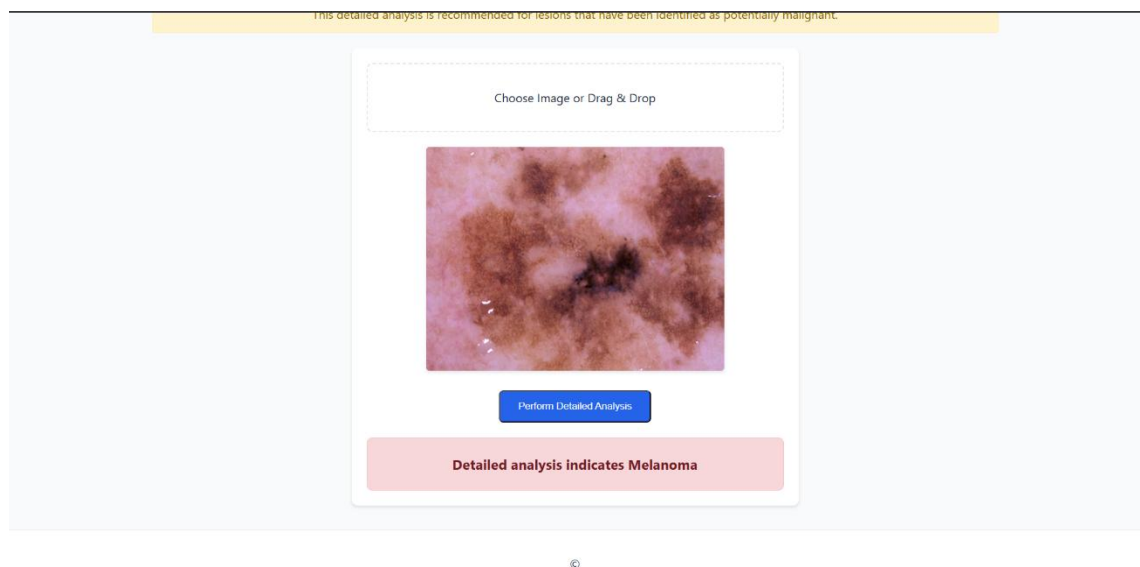 This detailed analysis is recommended for lesions that have been identified as potentially malignant.
Choose Image or Drag & Drop
Perform Detailed Analysis
Detailed analysis indicates Melanoma
©